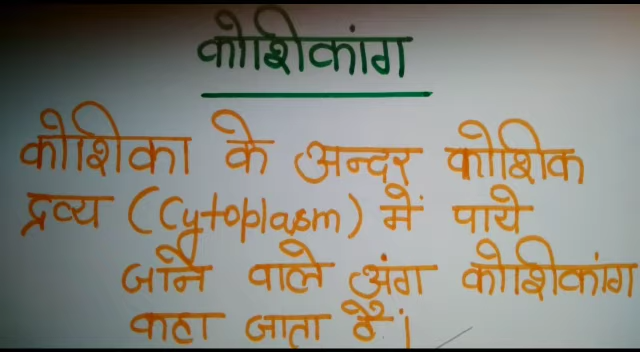 कोशिकांग
कोशिका के अन्दर कोशिक
द्रव्य (Cytoplasm) में पाये
जाने वाले अंग कोशिकांग
कहा जाता है।